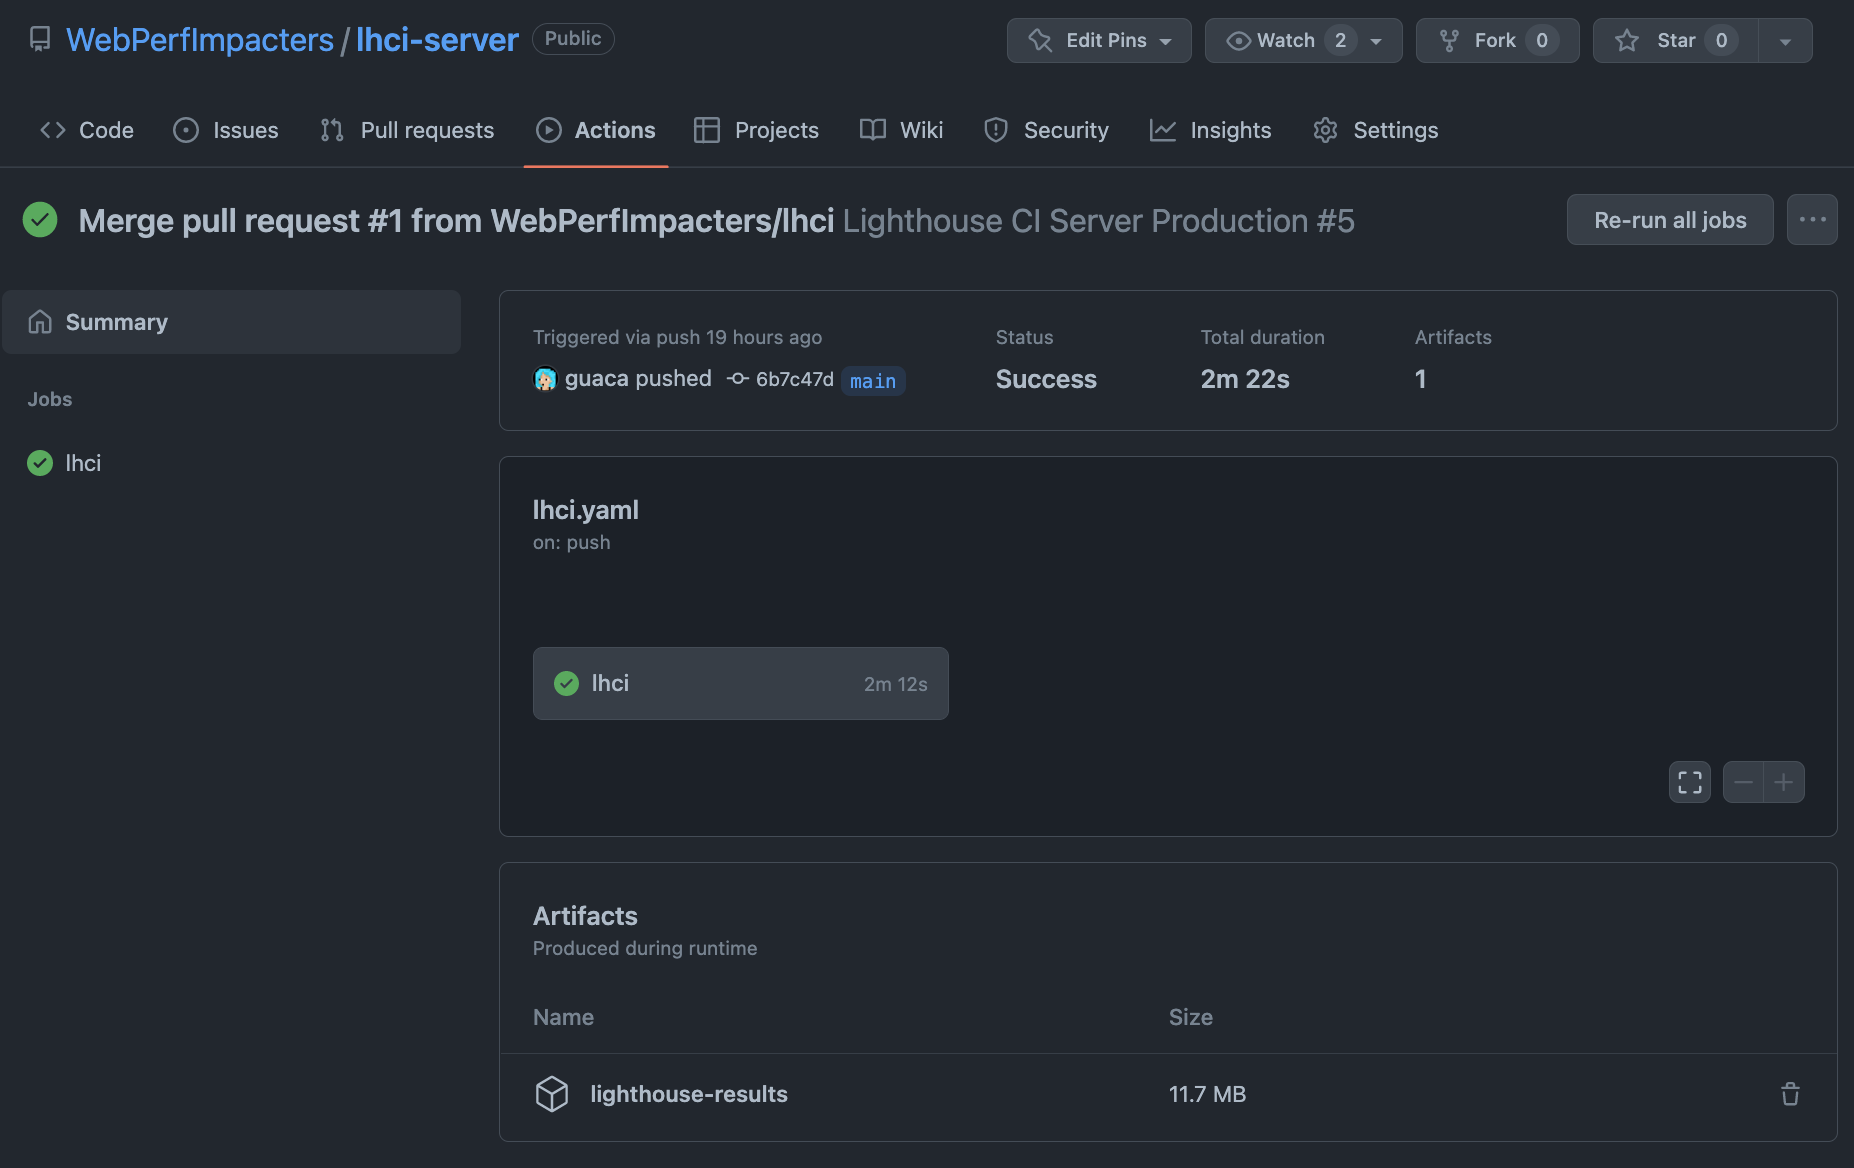 WebPerfImpacters / lhci-server Public
Edit Pins Watch 2 Fork 0 Star 0
Code Issues Pull requests Actions Projects Wiki Security Insights Settings
Merge pull request #1 from WebPerfImpacters/lhci Lighthouse CI Server Production #5
Re-run all jobs
Summary
Jobs
lhci
Triggered via push 19 hours ago
guaca pushed 6b7c47d main
Status
Success
Total duration
2m 22s
Artifacts
1
lhci.yaml
on: push
lhci 2m 12s
Artifacts
Produced during runtime
Name Size
lighthouse-results 11.7 MB